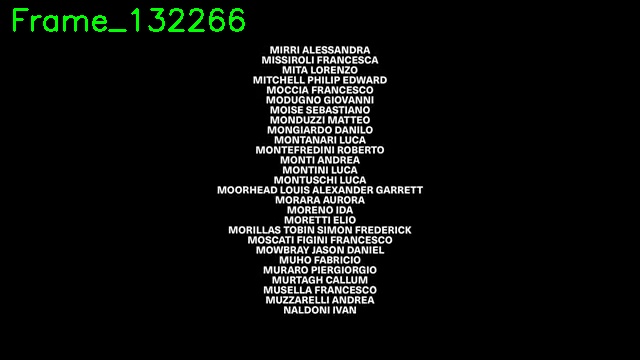 Frame_132266
MIRRI ALESSANDRA
MISSIROLI FRANCESCA
MITA LORENZO
MITCHELL PHILIP EDWARD
MOCCIA FRANCESCO
MODUGNO GIOVANNI
MOISE SEBASTIANO
MONDUZZI MATTEO
MONGIARDO DANILO
MONTANARI LUCA
MONTEFREDINI ROBERTO
MONTI ANDREA
MONTINI LUCA
MONTUSCHI LUCA
MOORHEAD LOUIS ALEXANDER GARRETT
MORARA AURORA
MORENO IDA
MORETTI ELIO
MORILLAS TOBIN SIMON FREDERICK
MOSCATI FIGINI FRANCESCO
MOWBRAY JASON DANIEL
MUHO FABRICIO
MURARO PIERGIORGIO
MURTAGH CALLUM
MUSELLA FRANCESCO
MUZZARELLI ANDREA
NALDONI IVAN